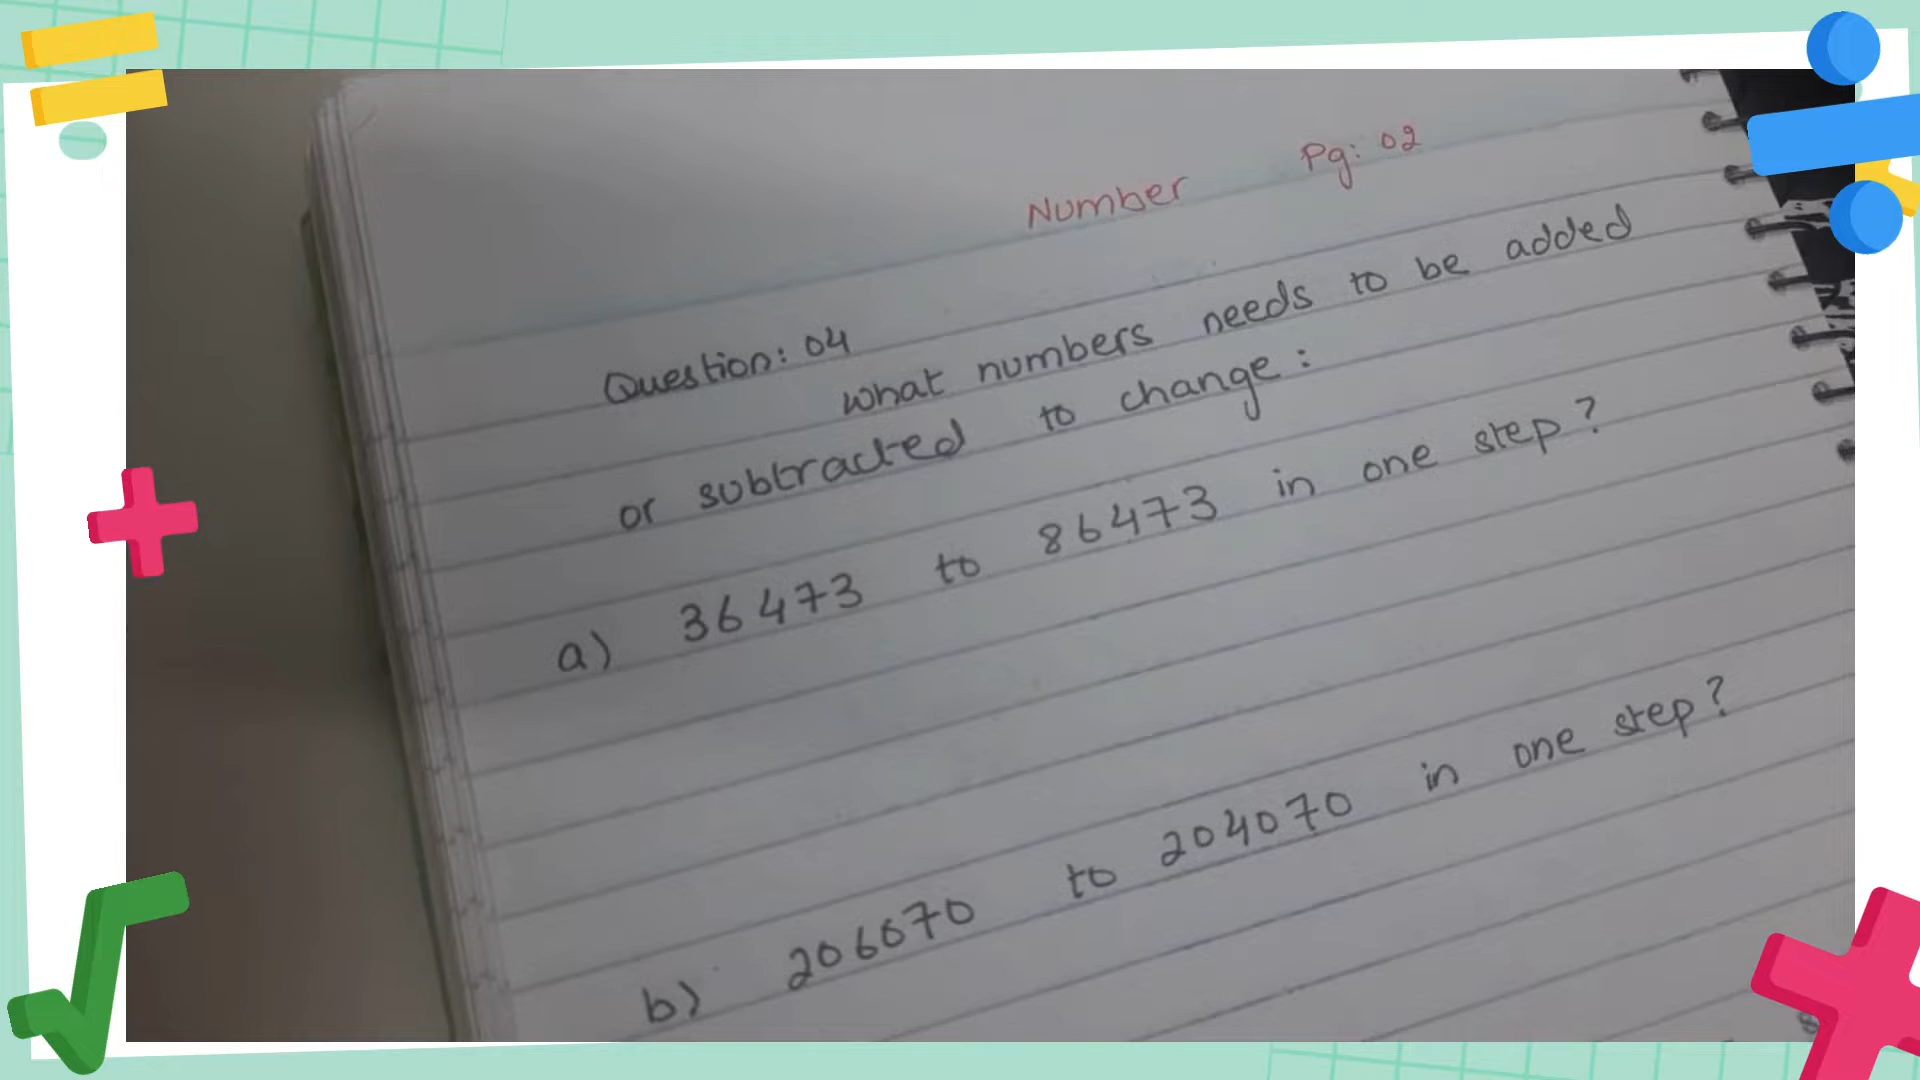 Number Pg: 02
Question: 04
what numbers needs to be added
or subtracted to change:
a) 36473 to 86473 in one step?
b) 206070 to 204070 in one step?